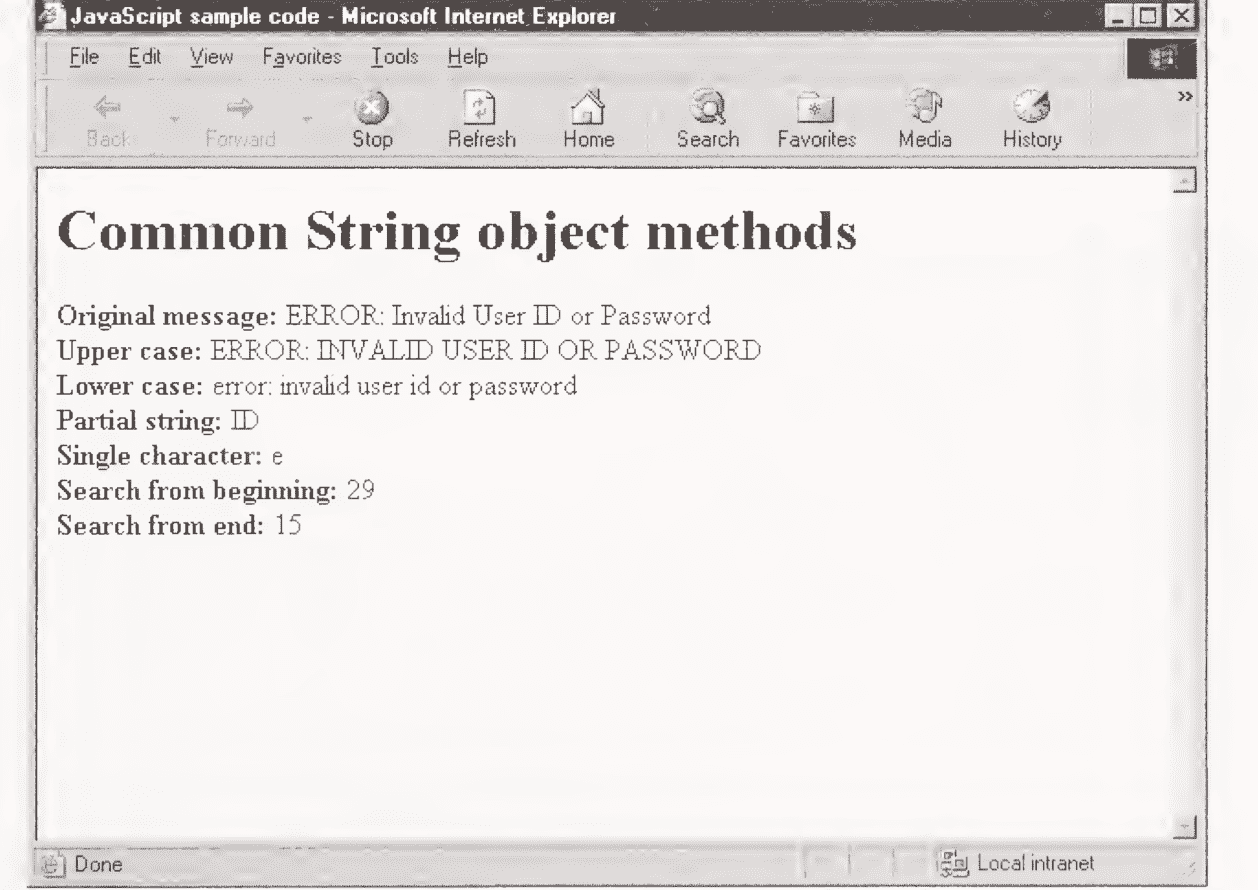 JavaScript sample code - Microsoft Internet Explorer
File Edit View Favorites Tools Help
»
Back Forward Stop Refresh Home Search Favorites Media History
Common String object methods
Original message: ERROR: Invalid User ID or Password
Upper case: ERROR: INVALID USER ID OR PASSWORD
Lower case: error: invalid user id or password
Partial string: ID
Single character: e
Search from beginning: 29
Search from end: 15
Done Local intranet